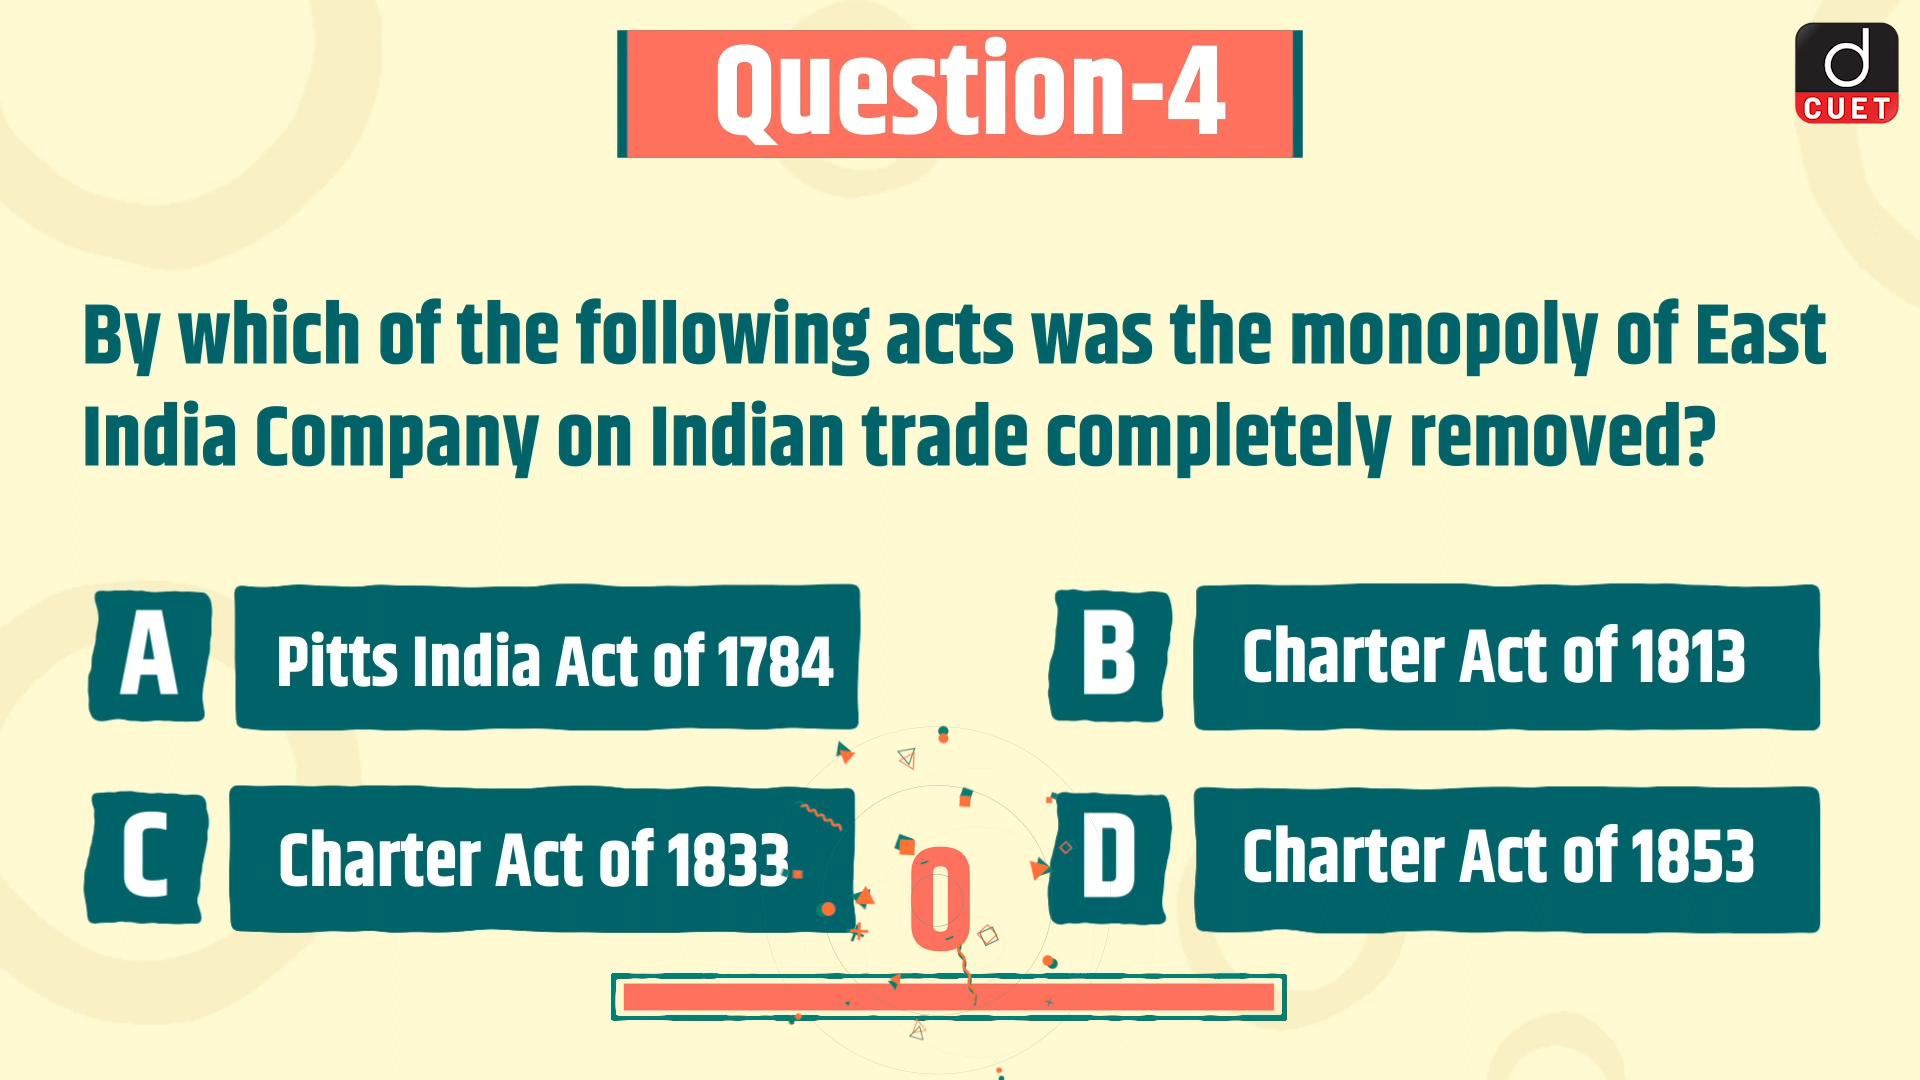 Question-4
d
CUET
By which of the following acts was the monopoly of East
India Company on Indian trade completely removed?
A
Pitts India Act of 1784
B
Charter Act of 1813
C
Charter Act of 1833
D
Charter Act of 1853
0